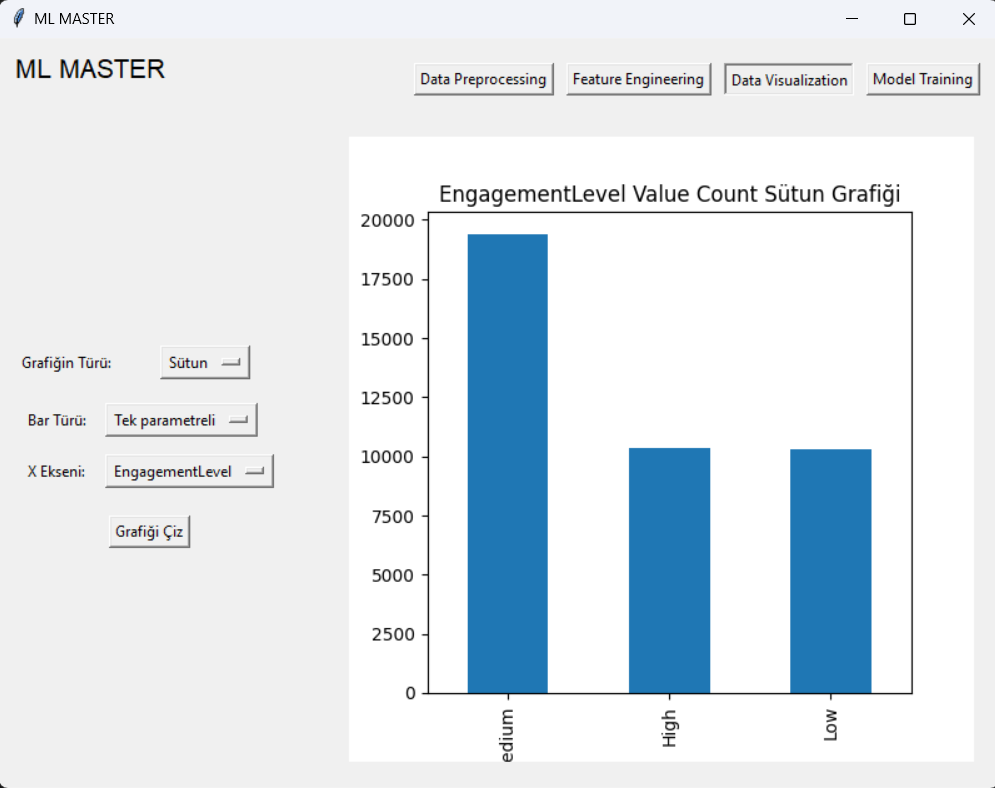 ML MASTER
ML MASTER
Data Preprocessing
Feature Engineering
Data Visualization
Model Training
Grafiğin Türü:
Sütun
Bar Türü:
Tek parametreli
X Ekseni:
EngagementLevel
Grafiği Çiz
EngagementLevel Value Count Sütun Grafiği
20000
17500
15000
12500
10000
7500
5000
2500
0
edium
High
Low